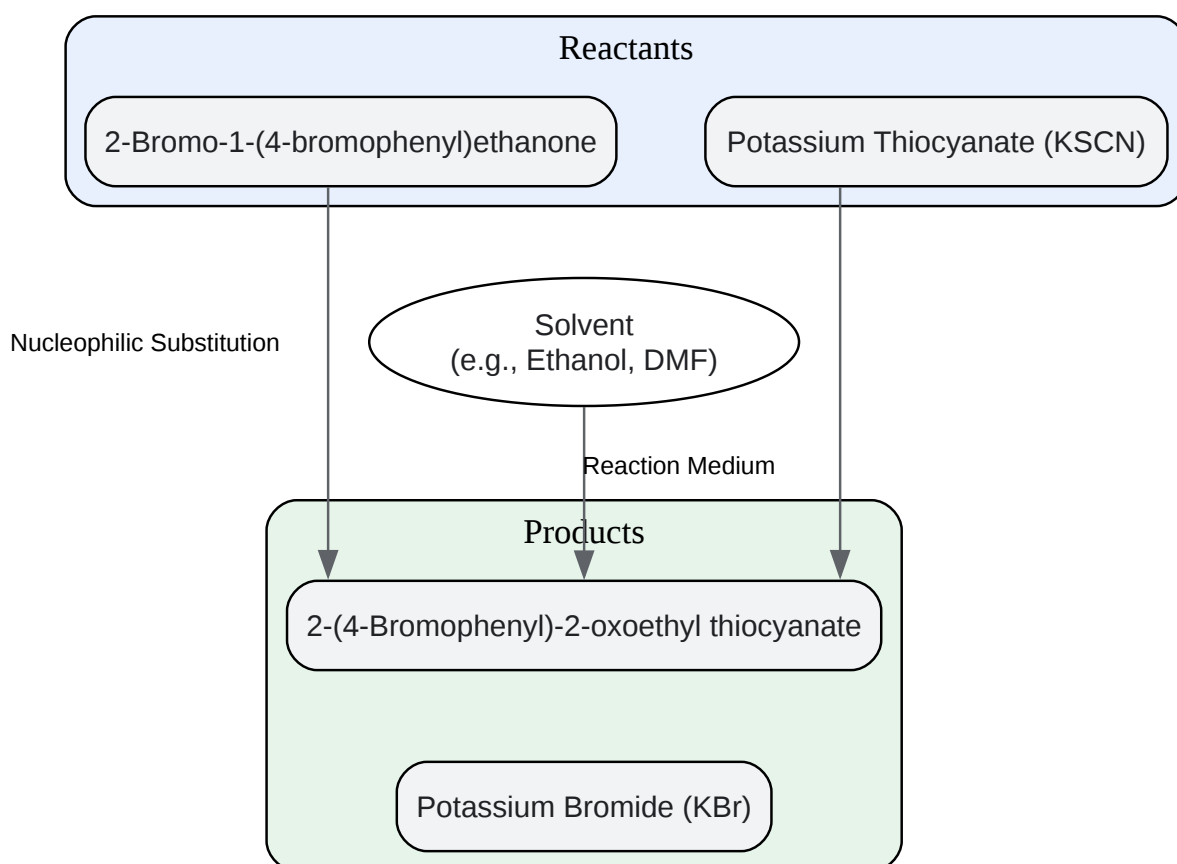 Reactants
2-Bromo-1-(4-bromophenyl)ethanone
Potassium Thiocyanate (KSCN)
Nucleophilic Substitution
Solvent
(e.g., Ethanol, DMF)
Reaction Medium
Products
2-(4-Bromophenyl)-2-oxoethyl thiocyanate
Potassium Bromide (KBr)